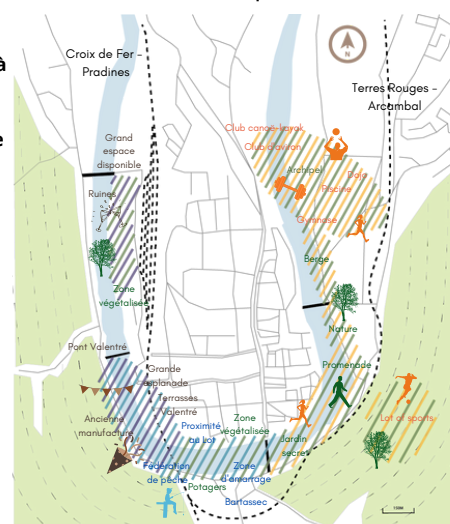 à
Croix de Fer -
Pradines
N
Terres Rouges -
Arcambal
e
Club canoë-kayak
Club d'aviron
Grand
espace
disponible
Archipel
Dojo
Piscine
Ruines
Gymnase
Berge
Zone
végétalisée
Nature
Pont Valentré
Promenade
Grande
esplanade
Terrasses
Valentré
Ancienne
manufacture
Proximité
au Lot
Zone
végétalisée
Lot of sports
Jardin
secret
Fédération
de pêche
Zone
d'amarrage
Potagers
Bartassec